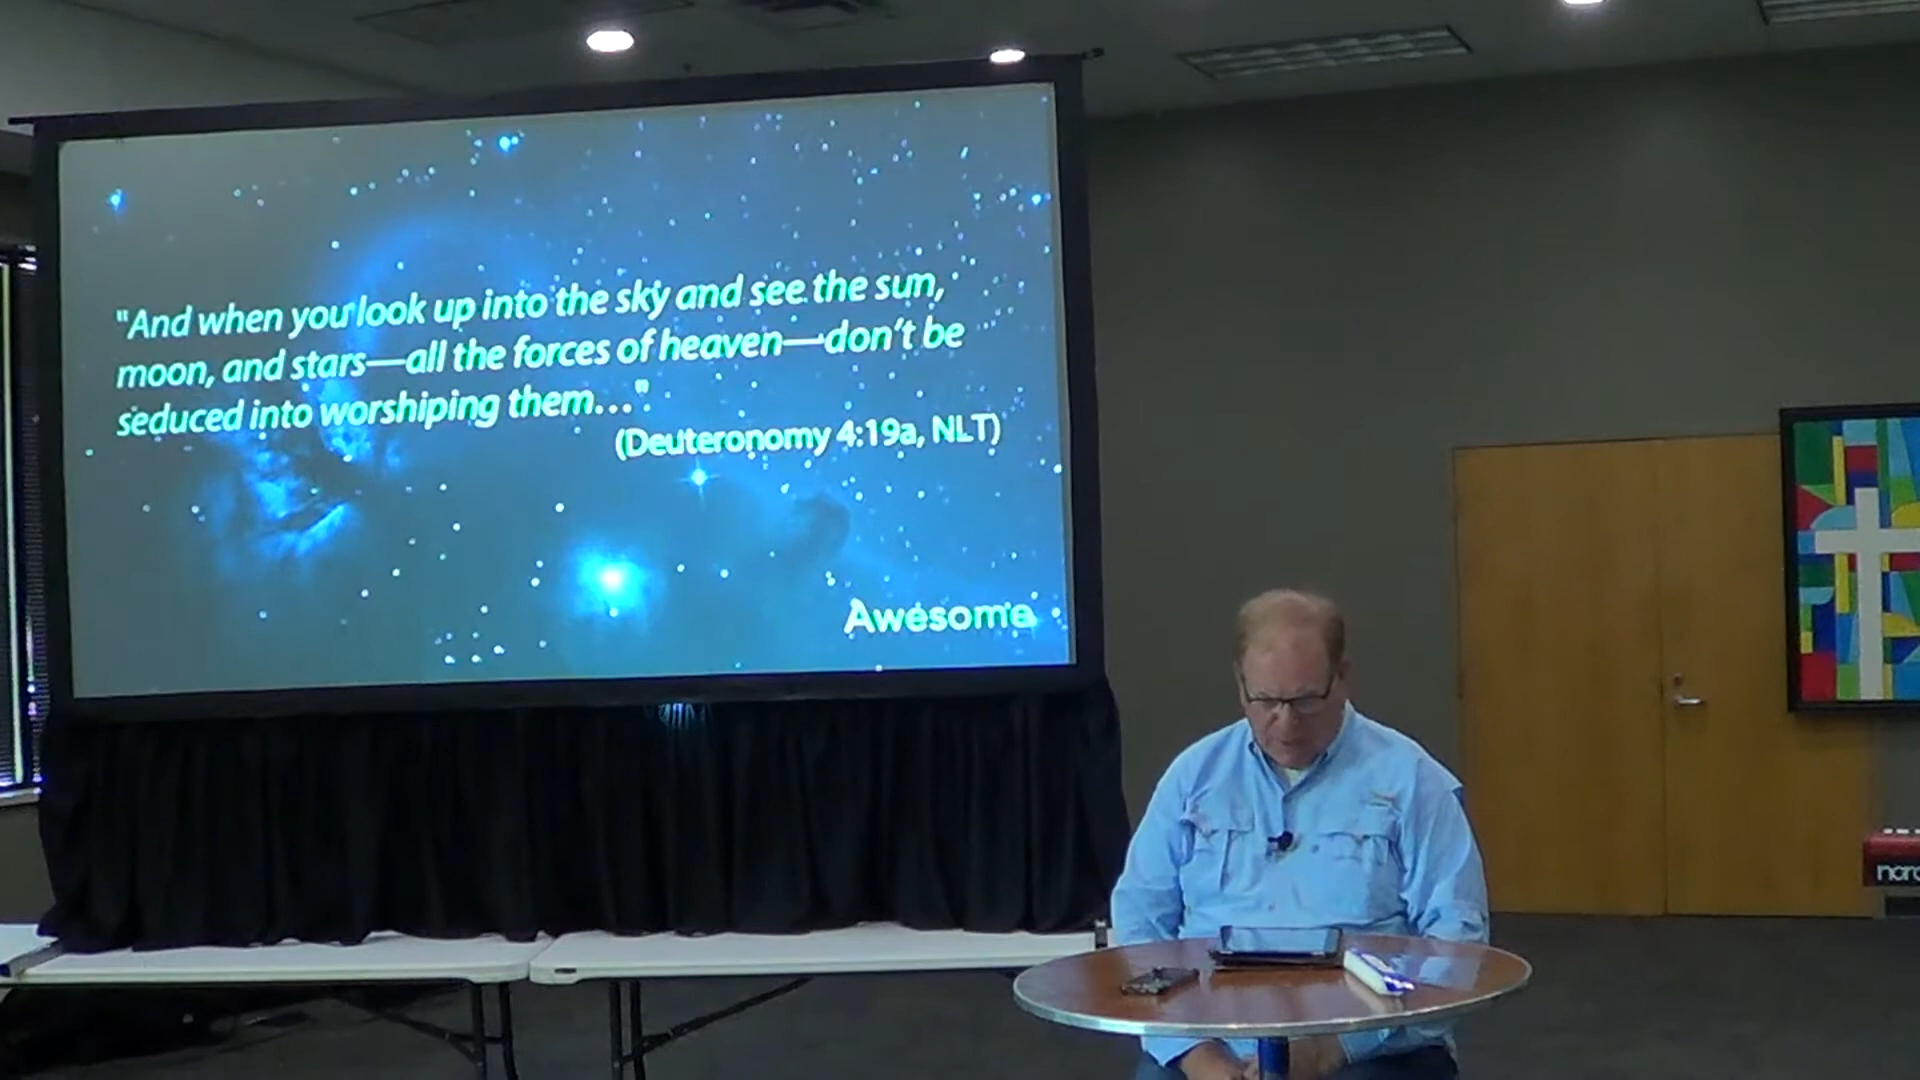 "And when you look up into the sky and see the sun,
moon, and stars—all the forces of heaven—don't be
seduced into worshiping them..."
(Deuteronomy 4:19a, NLT)
Awesome
nord